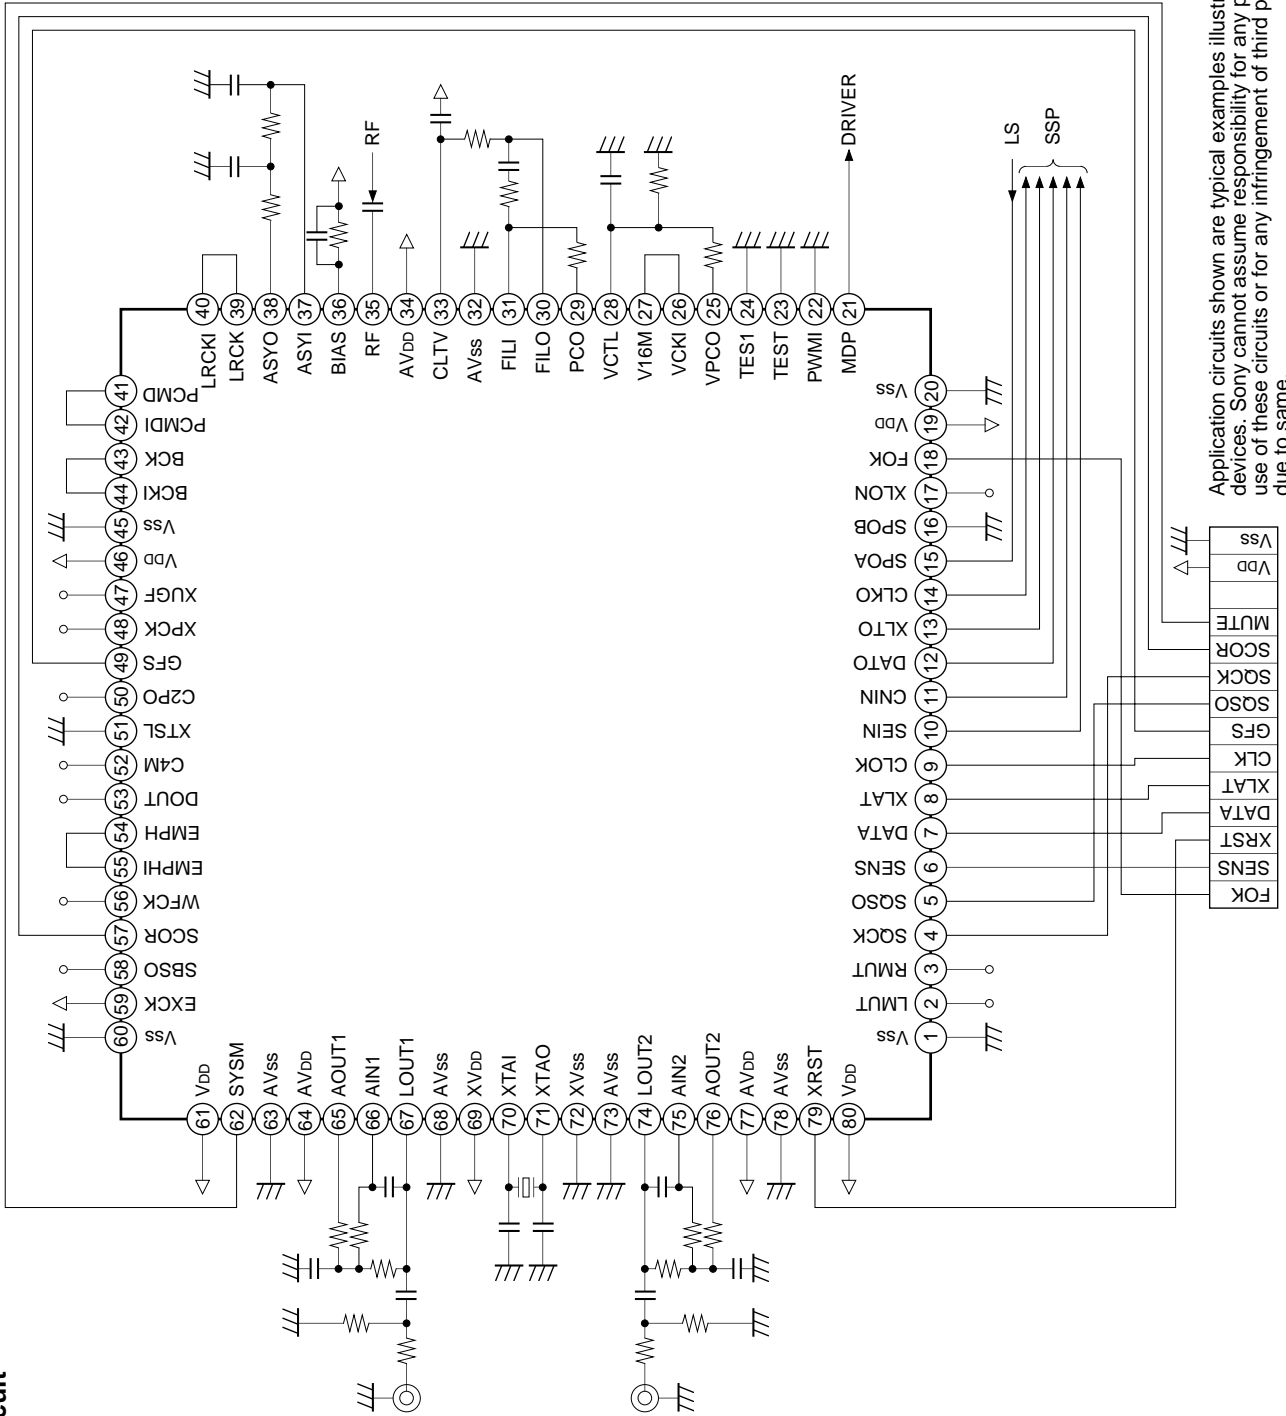 Application circuits shown are typical examples
devices. Sony cannot assume responsibility for any
use of these circuits or for any infringement of third
due to same.
LS
SSP
DRIVER
RF
40 LRCKI
39 LRCK
38 ASYO
37 ASYI
36 BIAS
35 RF
34 AVDD
33 CLTV
32 AVss
31 FILI
30 FILO
29 PCO
28 VCTL
27 V16M
26 VCKI
25 VPCO
24 TES1
23 TEST
22 PWMI
21 MDP
41 PCMD
42 PCMDI
43 BCK
44 BCKI
45 Vss
46 VDD
47 XUGF
48 XPCK
49 GFS
50 C2PO
51 XTSL
52 C4M
53 DOUT
54 EMPH
55 EMPHI
56 WFCK
57 SCOR
58 SBSO
59 EXCK
60 Vss
Vss 20
VDD 19
FOK 18
XLON 17
SPOB 16
SPOA 15
CLKO 14
XLTO 13
DATO 12
CNIN 11
SEIN 10
CLOK 9
XLAT 8
DATA 7
SENS 6
SQSO 5
SQCK 4
RMUT 3
LMUT 2
Vss 1
61 VDD
62 SYSM
63 AVss
64 AVDD
65 AOUT1
66 AIN1
67 LOUT1
68 AVss
69 XVDD
70 XTAI
71 XTAO
72 XVss
73 AVss
74 LOUT2
75 AIN2
76 AOUT2
77 AVDD
78 AVss
79 XRST
80 VDD
Vss
VDD
MUTE
SCOR
SQCK
SQSO
GFS
CLK
XLAT
DATA
XRST
SENS
FOK